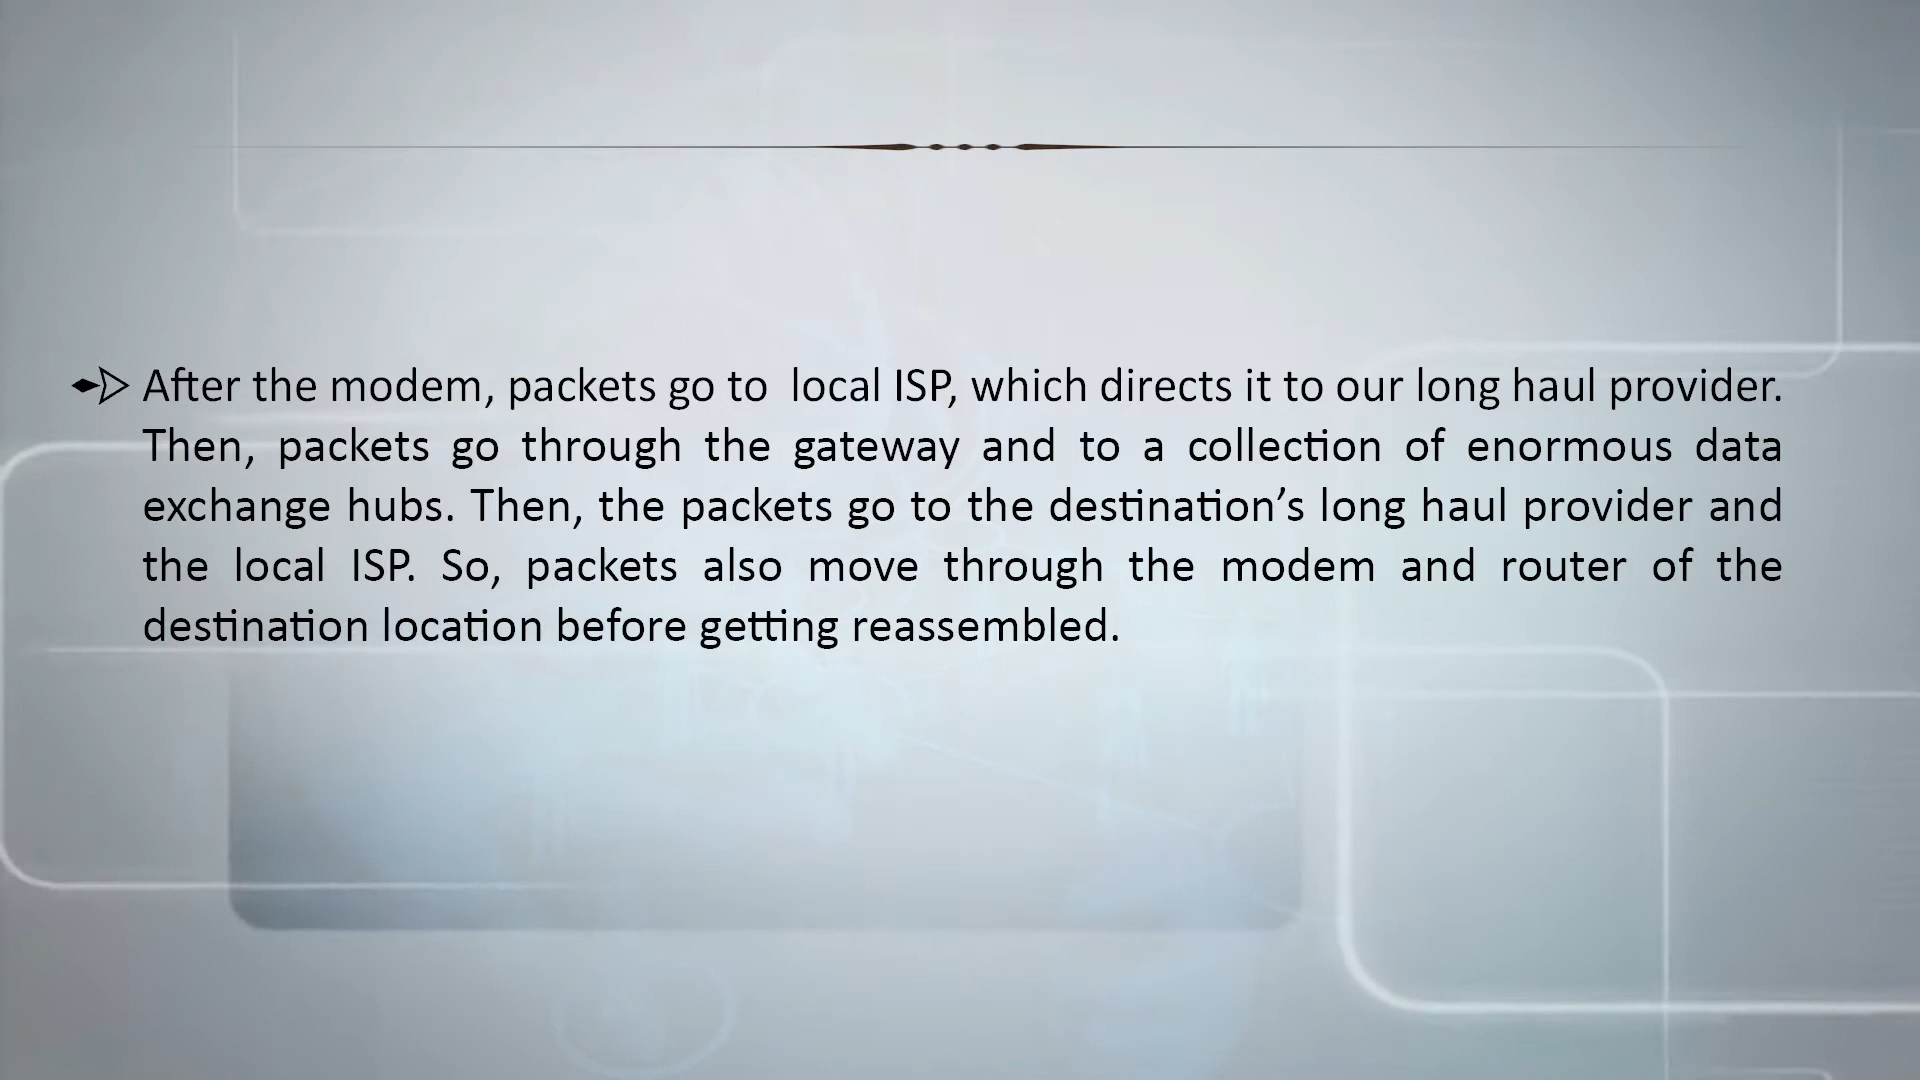 After the modem, packets go to  local ISP, which directs it to our long haul provider.
Then, packets go through the gateway and to a collection of enormous data
exchange hubs. Then, the packets go to the destination’s long haul provider and
the local ISP. So, packets also move through the modem and router of the
destination location before getting reassembled.